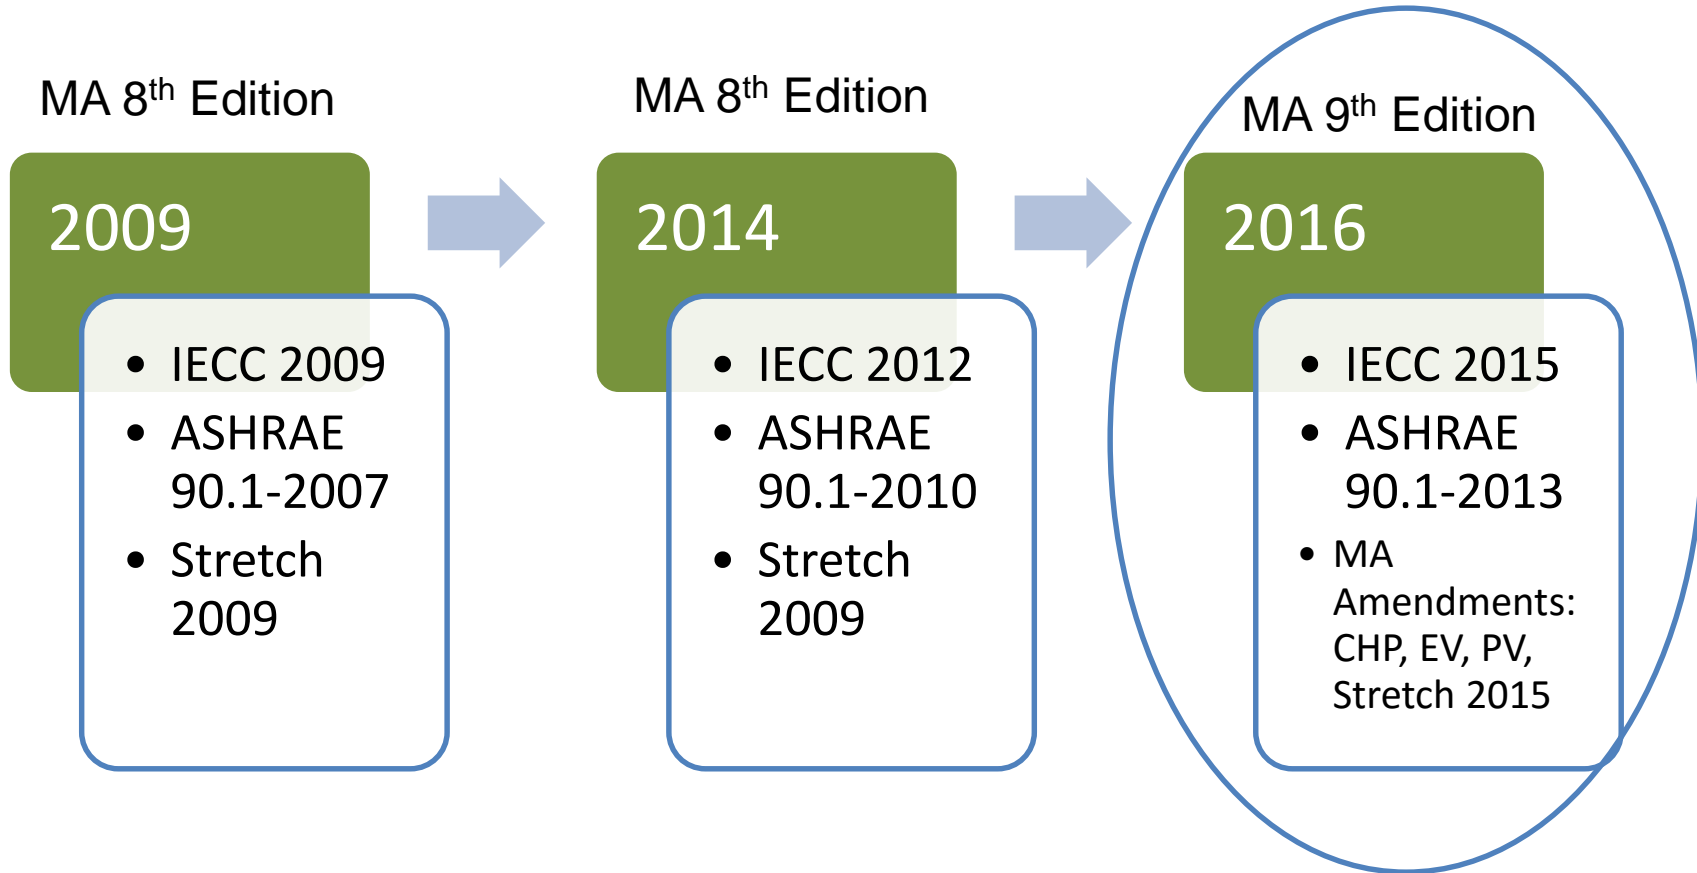 MA 8th Edition
2009
• IECC 2009
• ASHRAE
90.1-2007
• Stretch
2009
MA 8th Edition
2014
• IECC 2012
• ASHRAE
90.1-2010
• Stretch
2009
MA 9th Edition
2016
• IECC 2015
• ASHRAE
90.1-2013
• MA
Amendments:
CHP, EV, PV,
Stretch 2015